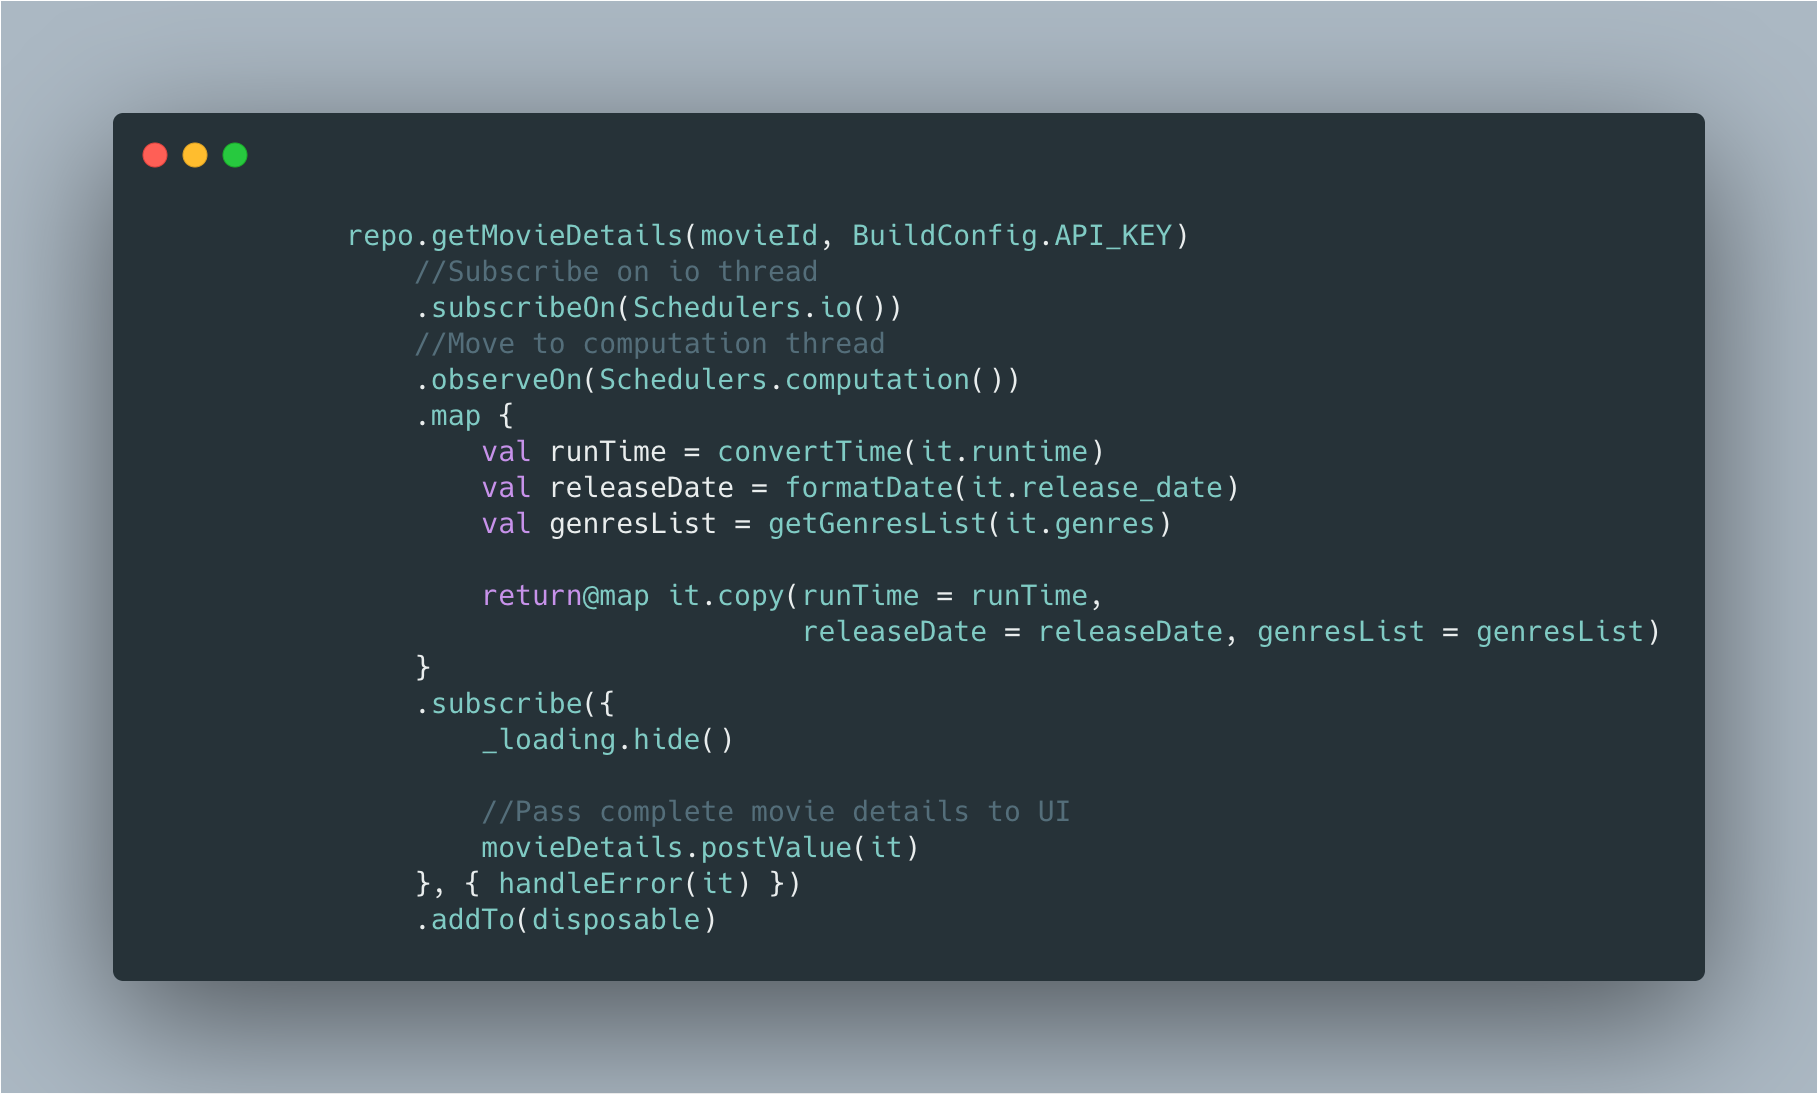 repo.getMovieDetails(movieId, BuildConfig.API_KEY)
    //Subscribe on io thread
    .subscribeOn(Schedulers.io())
    //Move to computation thread
    .observeOn(Schedulers.computation())
    .map {
        val runTime = convertTime(it.runtime)
        val releaseDate = formatDate(it.release_date)
        val genresList = getGenresList(it.genres)

        return@map it.copy(runTime = runTime,
                           releaseDate = releaseDate, genresList = genresList)
    }
    .subscribe({
        _loading.hide()

        //Pass complete movie details to UI
        movieDetails.postValue(it)
    }, { handleError(it) })
    .addTo(disposable)